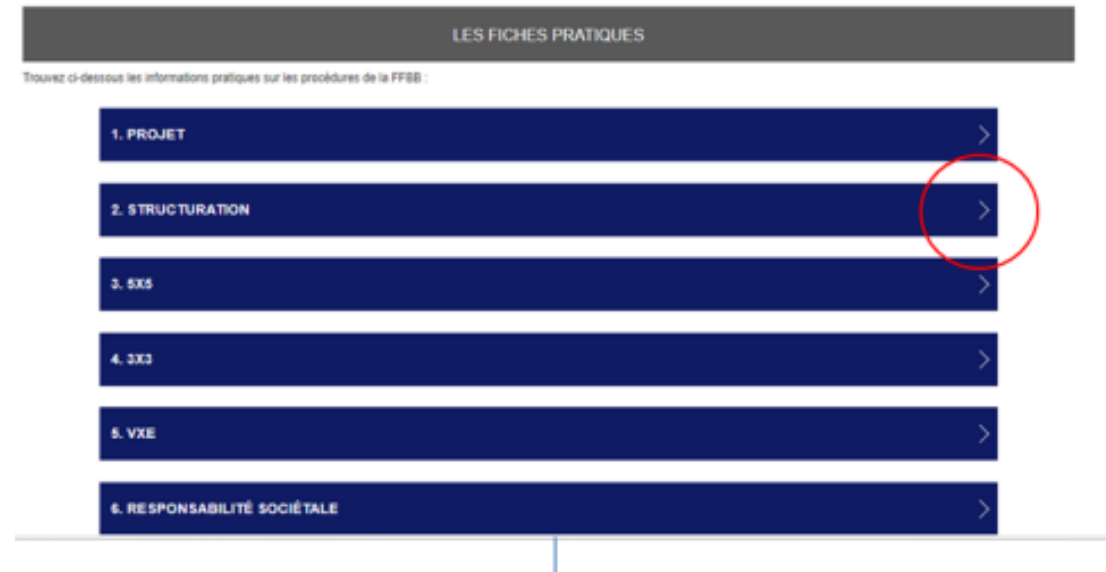 LES FICHES PRATIQUES
Trouvez ci-dessous les informations pratiques sur les procédures de la FFBB :
1. PROJET
2. STRUCTURATION
3. 5X5
4. 3X3
5. VXE
6. RESPONSABILITÉ SOCIÉTALE